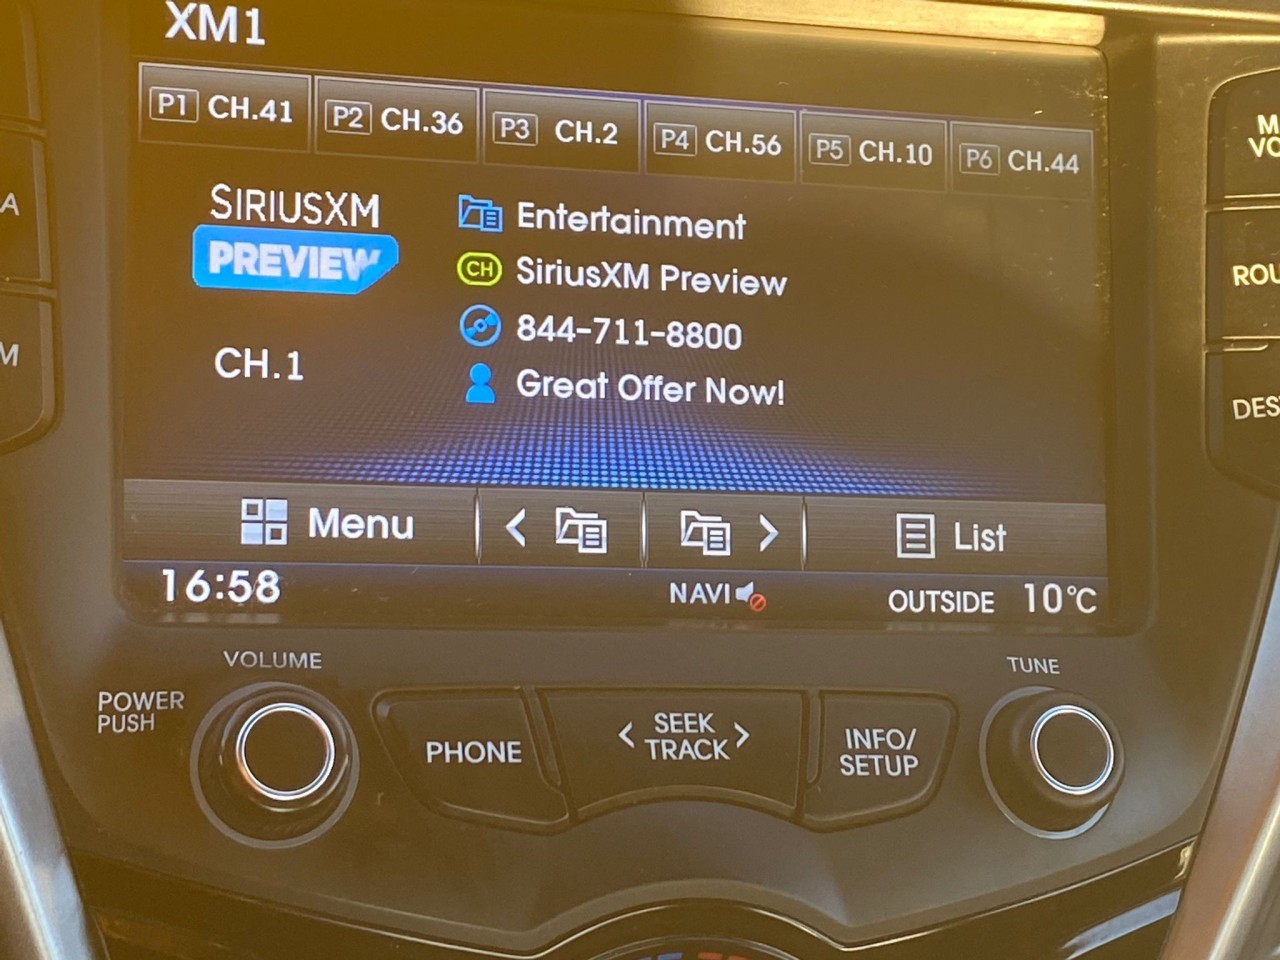 XM1
P1 CH.41 P2 CH.36 P3 CH.2 P4 CH.56 P5 CH.10 P6 CH.44
SIRIUSXM
PREVIEW
CH.1
Entertainment
CH SiriusXM Preview
844-711-8800
Great Offer Now!
Menu List
16:58 NAVI OUTSIDE 10°C
VOLUME
POWER
PUSH
PHONE
SEEK
TRACK
INFO/
SETUP
TUNE